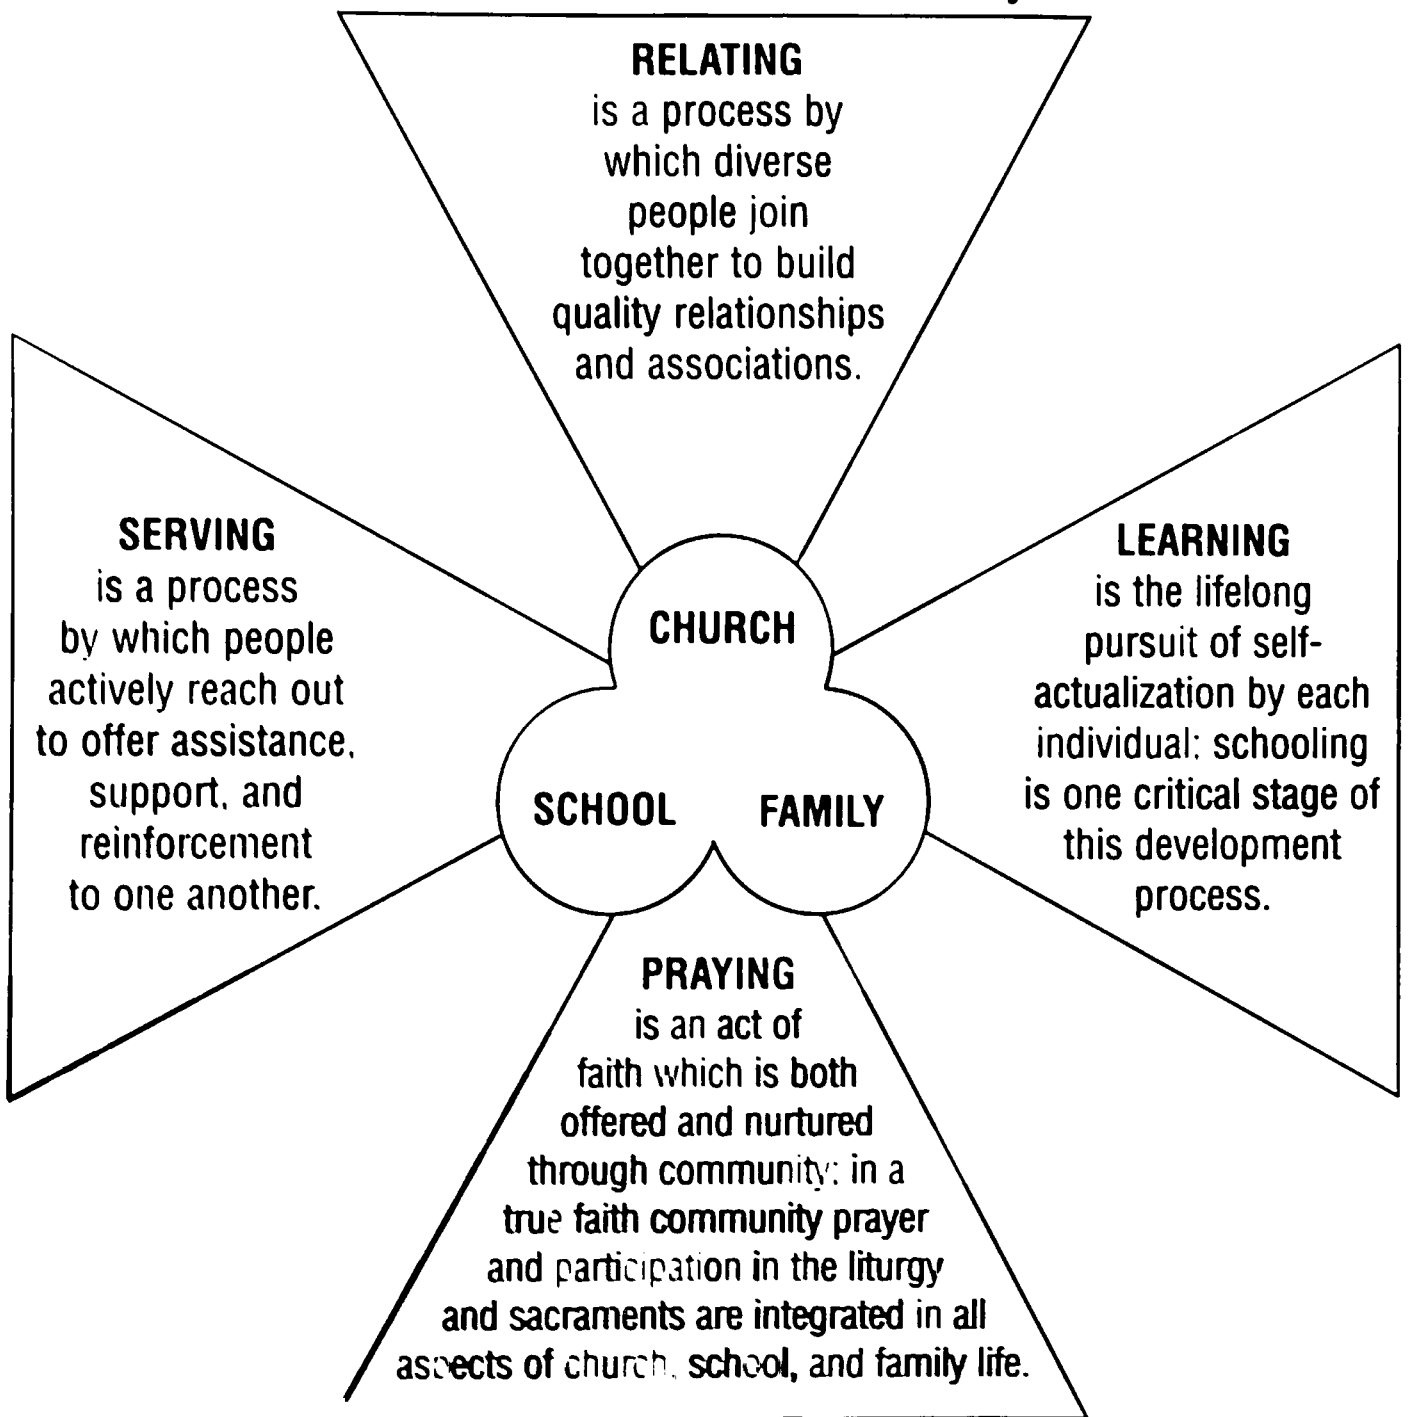 RELATING
is a process by
which diverse
people join
together to build
quality relationships
and associations.
SERVING
is a process
by which people
actively reach out
to offer assistance,
support, and
reinforcement
to one another.
LEARNING
is the lifelong
pursuit of self-
actualization by each
individual; schooling
is one critical stage of
this development
process.
CHURCH
SCHOOL FAMILY
PRAYING
is an act of
faith which is both
offered and nurtured
through community; in a
true faith community prayer
and participation in the liturgy
and sacraments are integrated in all
aspects of church, school, and family life.